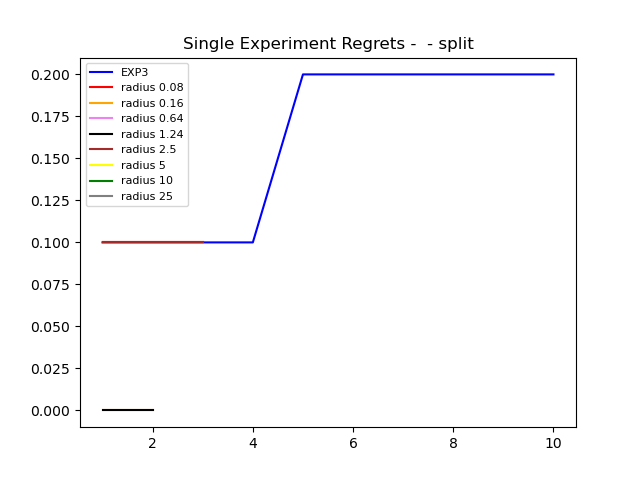 Single Experiment Regrets -  - split
EXP3
radius 0.08
radius 0.16
radius 0.64
radius 1.24
radius 2.5
radius 5
radius 10
radius 25
0.200
0.175
0.150
0.125
0.100
0.075
0.050
0.025
0.000
2 4 6 8 10